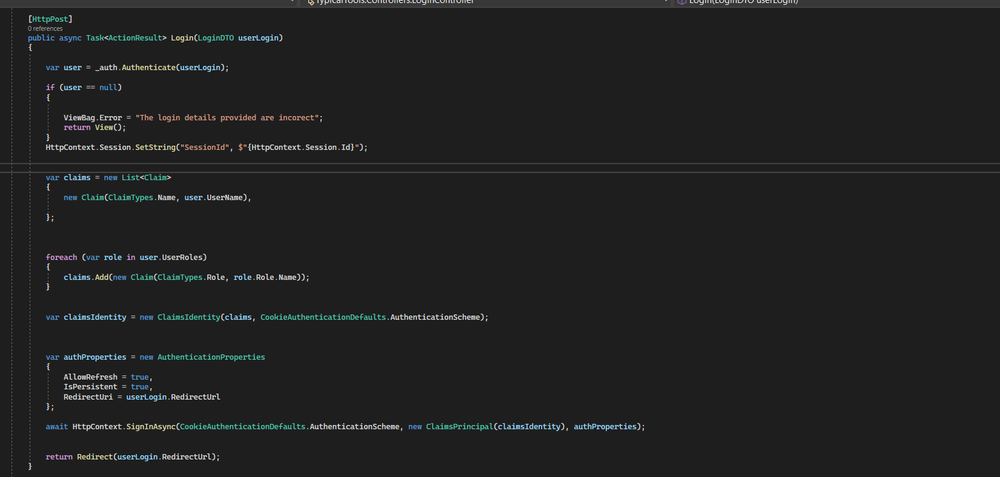 TypicalTools.Controllers.LoginController
Login(LoginDTO userLogin)
[HttpPost]
0 references
public async Task<ActionResult> Login(LoginDTO userLogin)
{
var user = _auth.Authenticate(userLogin);
if (user == null)
{
ViewBag.Error = "The login details provided are incorect";
return View();
}
HttpContext.Session.SetString("SessionId", $"{HttpContext.Session.Id}");
var claims = new List<Claim>
{
new Claim(ClaimTypes.Name, user.UserName),
};
foreach (var role in user.UserRoles)
{
claims.Add(new Claim(ClaimTypes.Role, role.Role.Name));
}
var claimsIdentity = new ClaimsIdentity(claims, CookieAuthenticationDefaults.AuthenticationScheme);
var authProperties = new AuthenticationProperties
{
AllowRefresh = true,
IsPersistent = true,
RedirectUri = userLogin.RedirectUrl
};
await HttpContext.SignInAsync(CookieAuthenticationDefaults.AuthenticationScheme, new ClaimsPrincipal(claimsIdentity), authProperties);
return Redirect(userLogin.RedirectUrl);
}